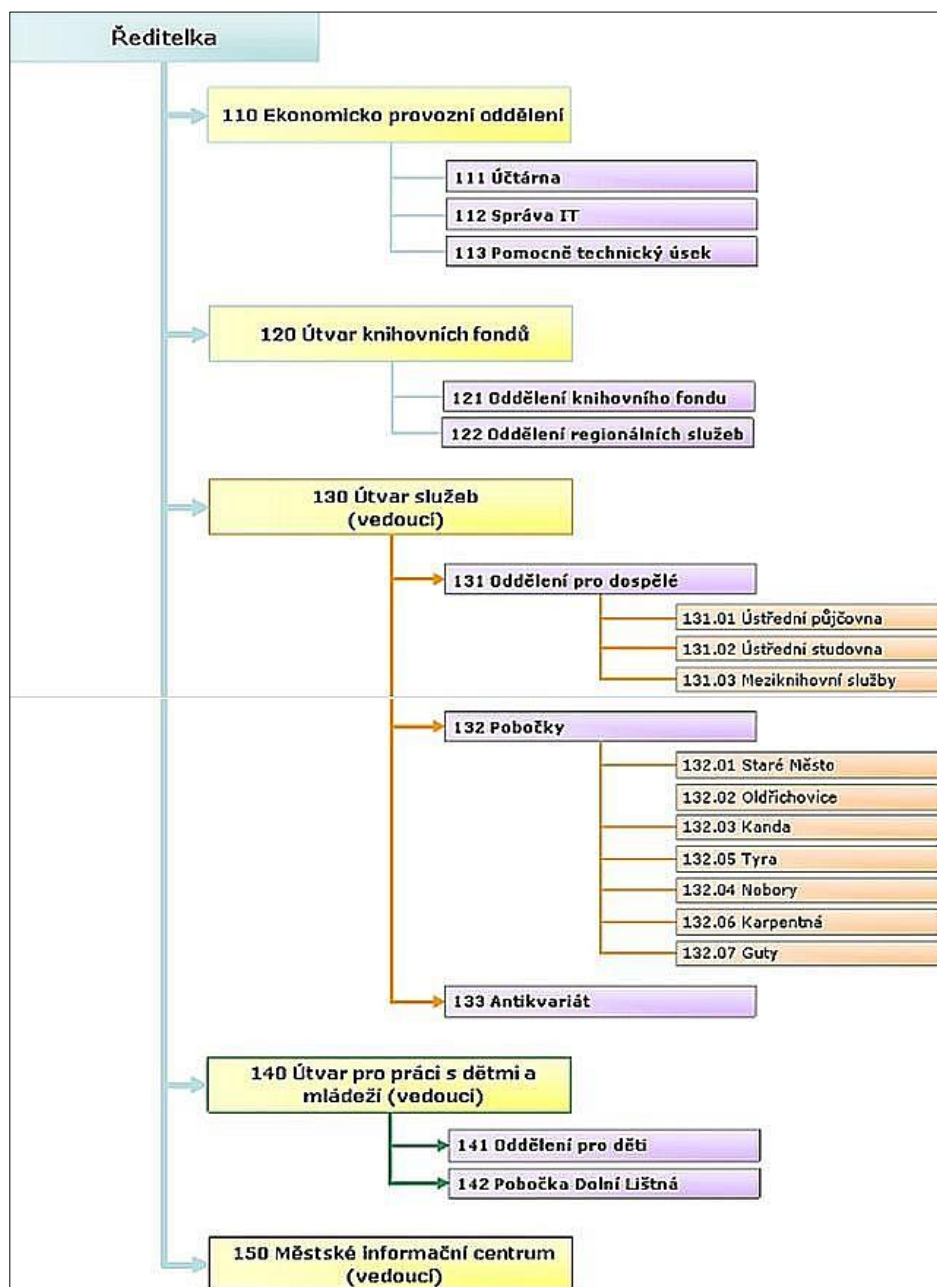 Ředitelka
110 Ekonomicko provozní oddělení
111 Účtárna
112 Správa IT
113 Pomocně technický úsek
120 Útvar knihovních fondů
121 Oddělení knihovního fondu
122 Oddělení regionálních služeb
130 Útvar služeb
(vedoucí)
131 Oddělení pro dospělé
131.01 Ústřední půjčovna
131.02 Ústřední studovna
131.03 Meziknihovní služby
132 Pobočky
132.01 Staré Město
132.02 Oldřichovice
132.03 Kanda
132.05 Tyra
132.04 Nobory
132.06 Karpentná
132.07 Guty
133 Antikvariát
140 Útvar pro práci s dětmi a
mládeží (vedoucí)
141 Oddělení pro děti
142 Pobočka Dolní Lištná
150 Městské informační centrum
(vedoucí)